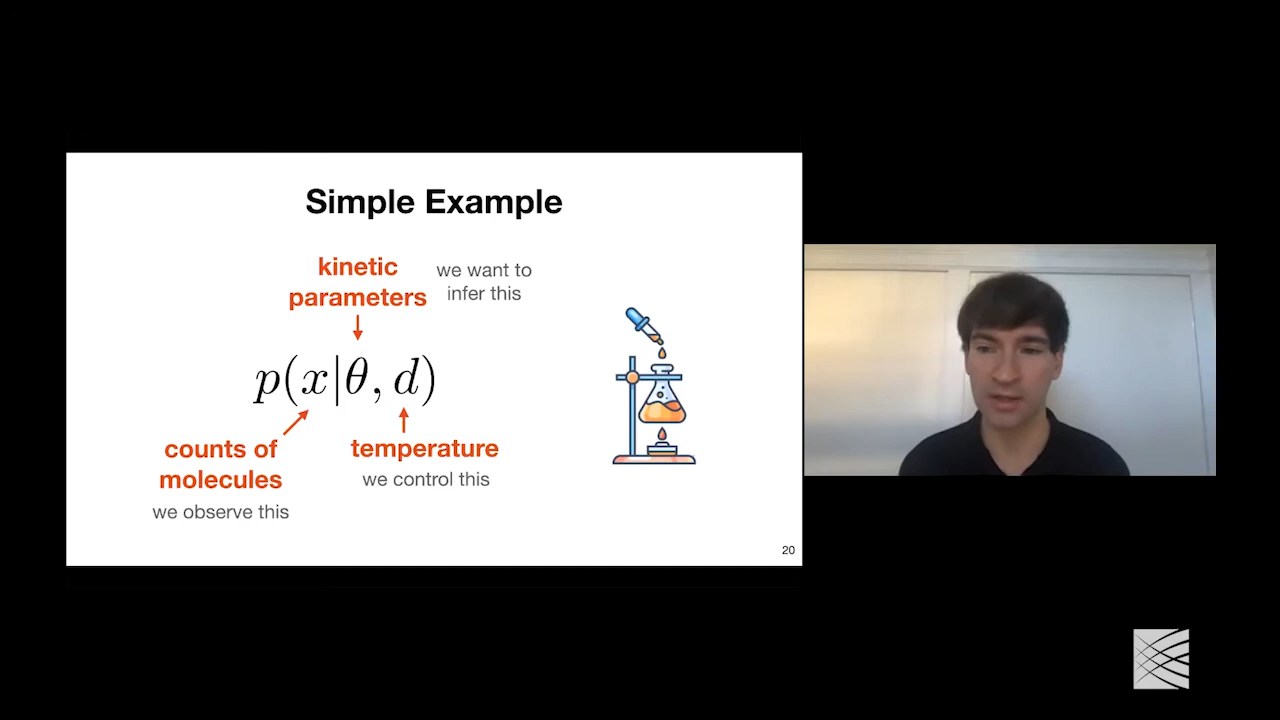 Simple Example
kinetic
parameters
we want to
infer this
p(x|θ, d)
counts of
molecules
we observe this
temperature
we control this
20